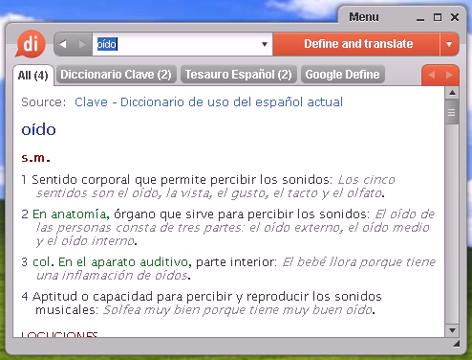 Menu
di
oído
Define and translate
All (4)
Diccionario Clave (2)
Tesauro Español (2)
Google Define
Source: Clave - Diccionario de uso del español actual
oído
s.m.
1 Sentido corporal que permite percibir los sonidos: Los cinco
sentidos son el oído, la vista, el gusto, el tacto y el olfato.
2 En anatomía, órgano que sirve para percibir los sonidos: El oído de
las personas consta de tres partes: el oído externo, el oído medio
y el oído interno.
3 col. En el aparato auditivo, parte interior: El bebé llora porque tiene
una inflamación de oídos.
4 Aptitud o capacidad para percibir y reproducir los sonidos
musicales: Solfea muy bien porque tiene muy buen oído.
LOCUCIONES